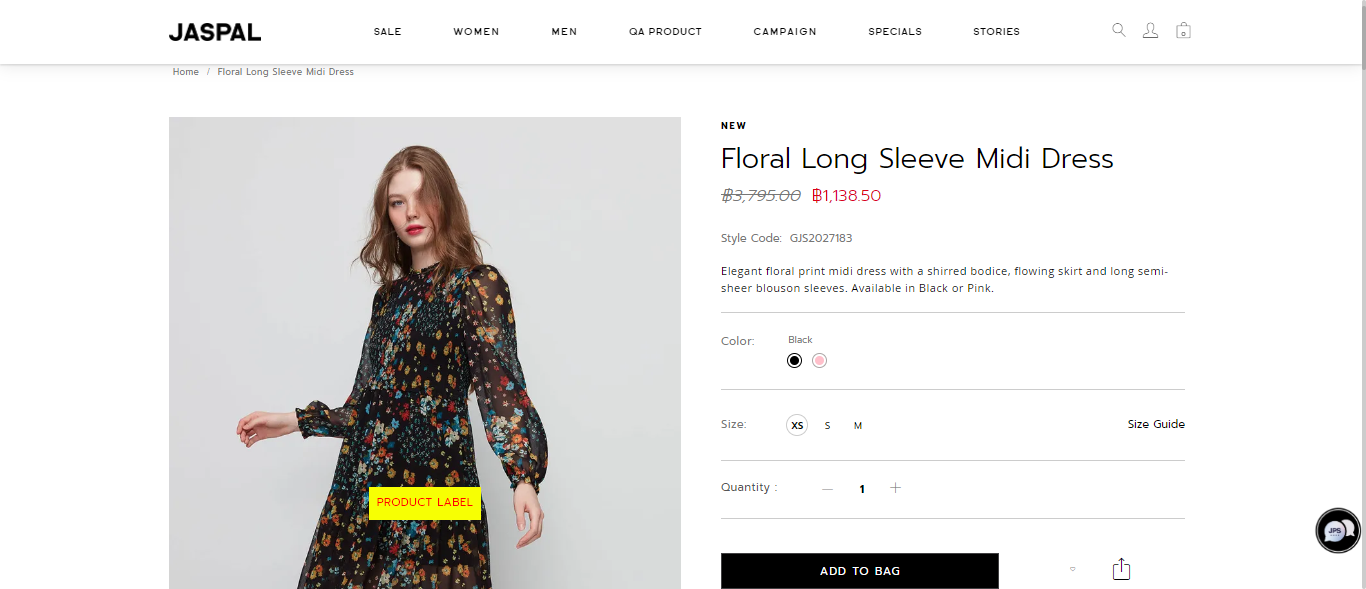 JASPAL
SALE
WOMEN
MEN
QA PRODUCT
CAMPAIGN
SPECIALS
STORIES
0
Home / Floral Long Sleeve Midi Dress
NEW
Floral Long Sleeve Midi Dress
฿3,795.00 ฿1,138.50
Style Code: GJS2027183
Elegant floral print midi dress with a shirred bodice, flowing skirt and long semi-
sheer blouson sleeves. Available in Black or Pink.
Color: Black
Size: XS S M Size Guide
Quantity : 1
PRODUCT LABEL
JPS
ADD TO BAG